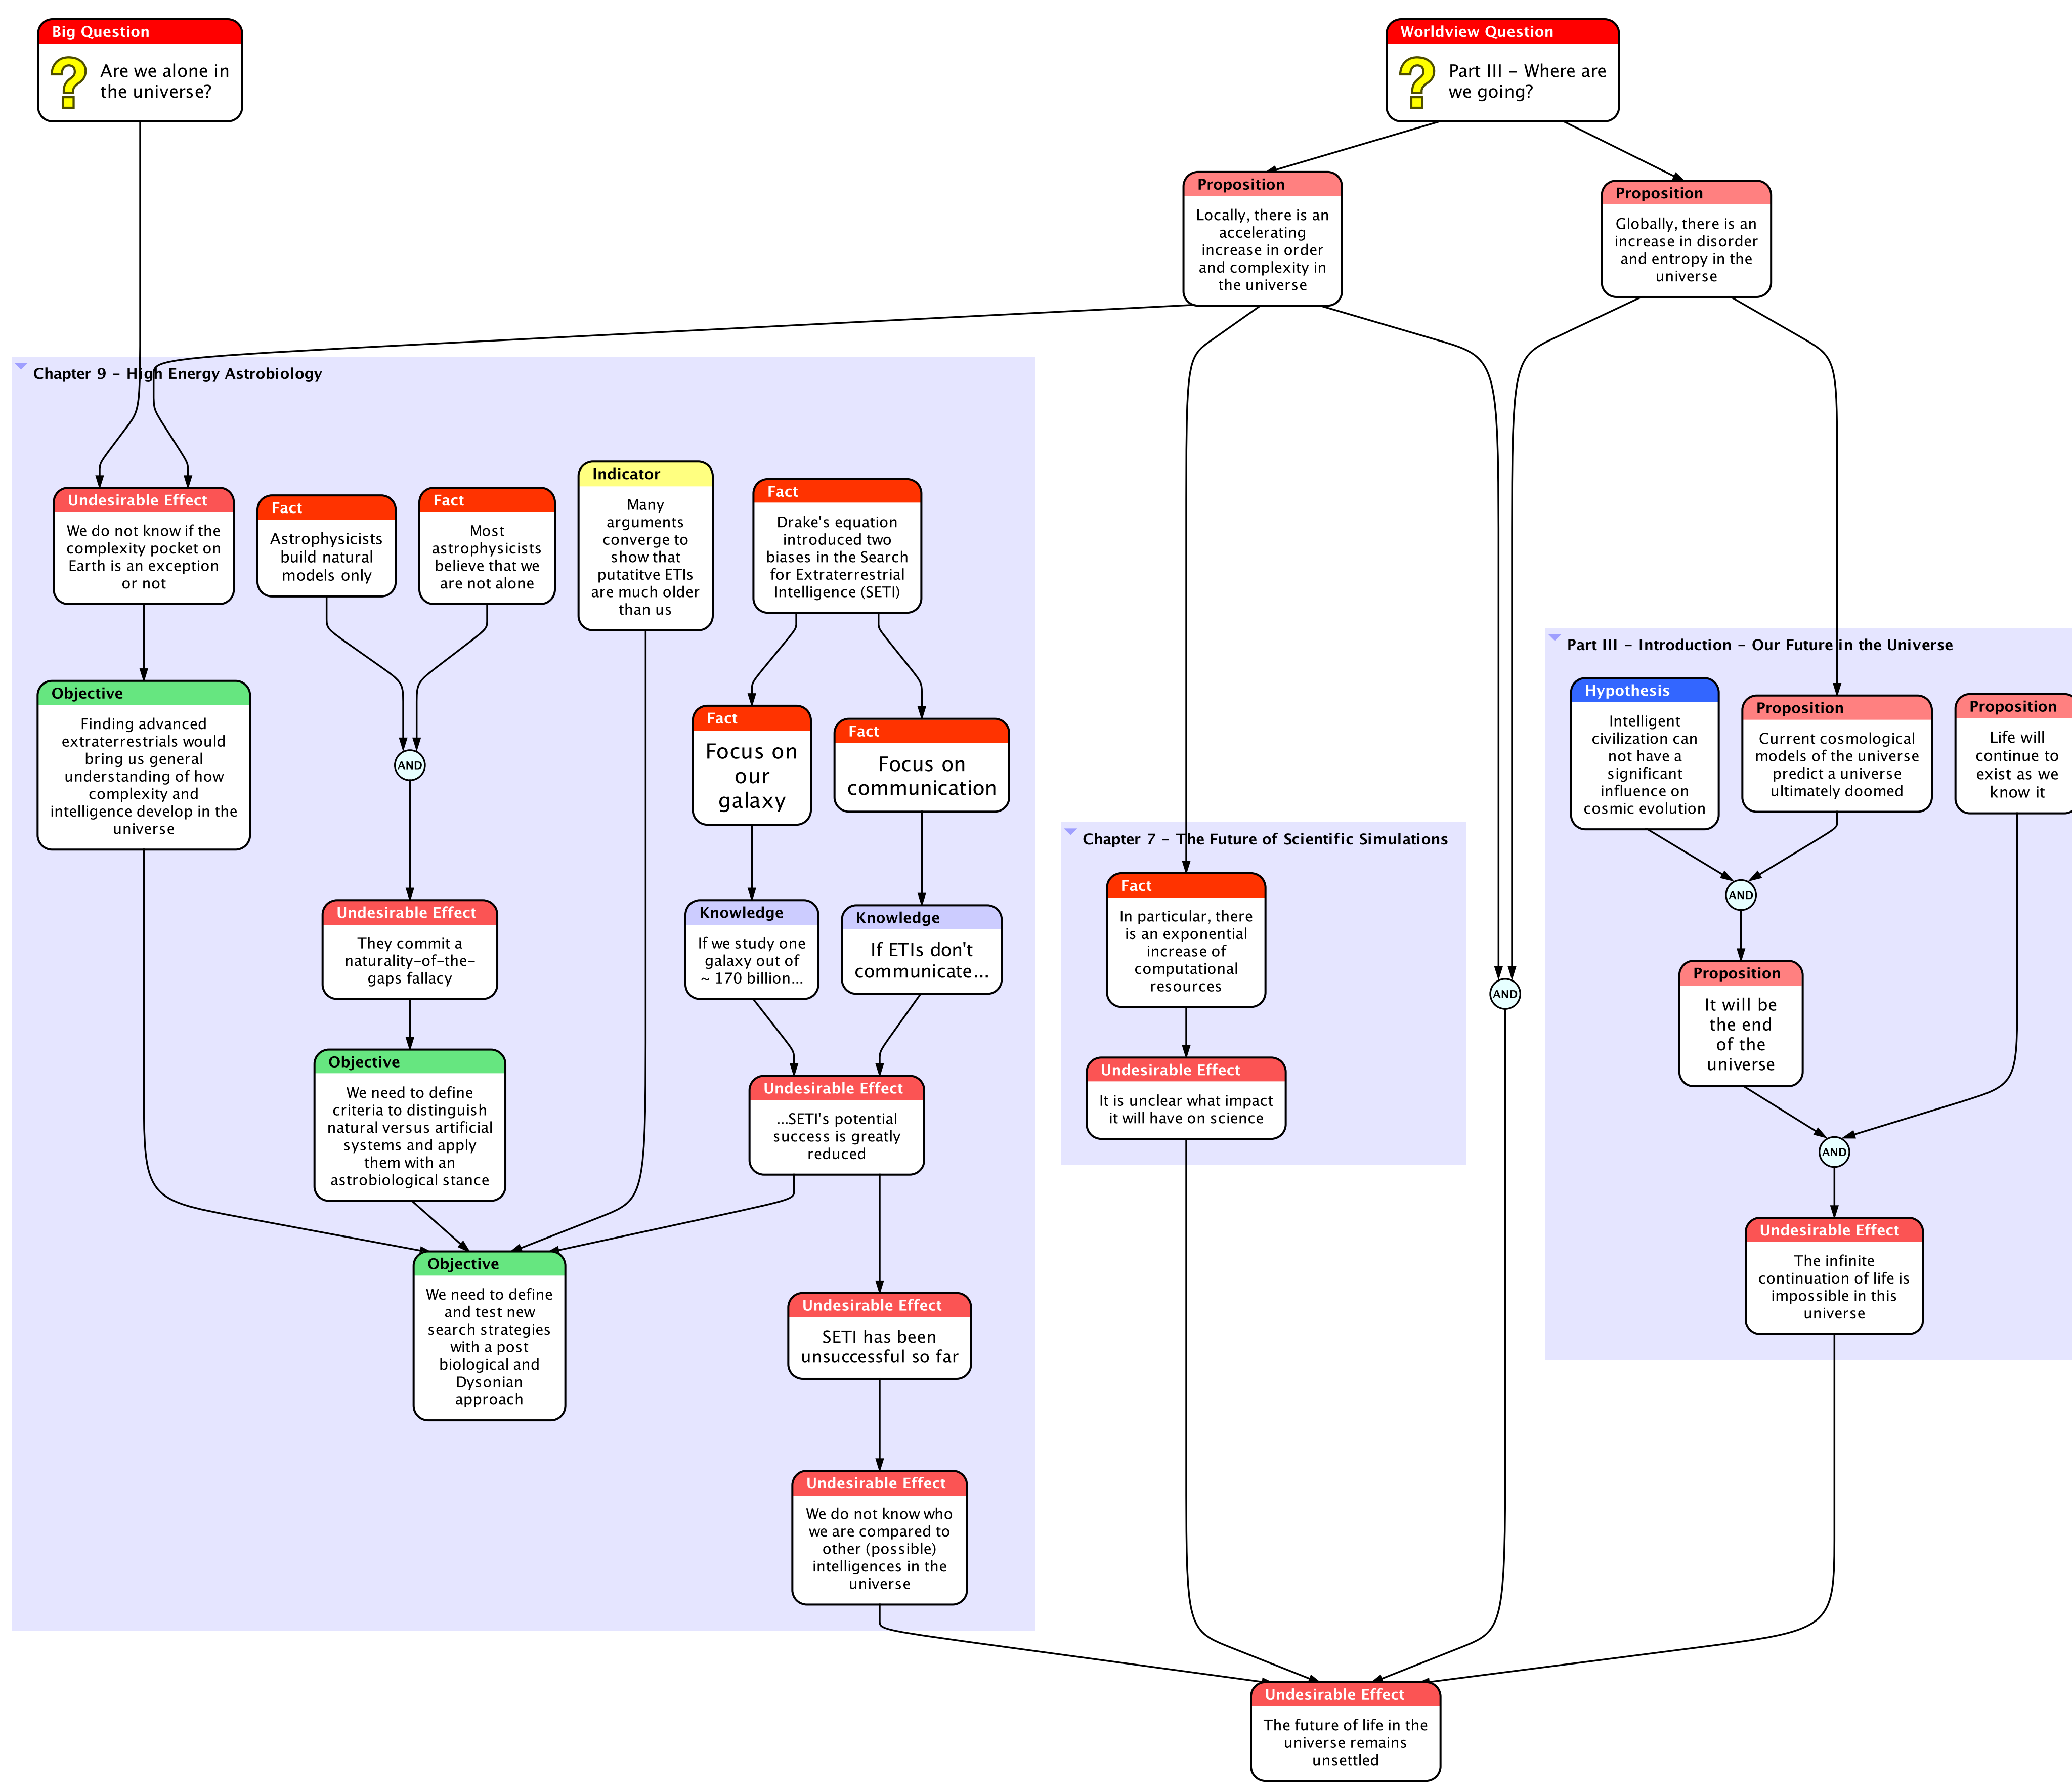 Big Question
Are we alone in
the universe?
Worldview Question
Part III - Where are
we going?
Proposition
Locally, there is an
accelerating
increase in order
and complexity in
the universe
Proposition
Globally, there is an
increase in disorder
and entropy in the
universe
Chapter 9 - High Energy Astrobiology
Undesirable Effect
We do not know if the
complexity pocket on
Earth is an exception
or not
Fact
Astrophysicists
build natural
models only
Fact
Most
astrophysicists
believe that we
are not alone
Indicator
Many
arguments
converge to
show that
putatitve ETIs
are much older
than us
Fact
Drake's equation
introduced two
biases in the Search
for Extraterrestrial
Intelligence (SETI)
Objective
Finding advanced
extraterrestrials would
bring us general
understanding of how
complexity and
intelligence develop in the
universe
AND
Fact
Focus on
our
galaxy
Fact
Focus on
communication
Undesirable Effect
They commit a
naturality-of-the-
gaps fallacy
Knowledge
If we study one
galaxy out of
~ 170 billion...
Knowledge
If ETIs don't
communicate...
Objective
We need to define
criteria to distinguish
natural versus artificial
systems and apply
them with an
astrobiological stance
Undesirable Effect
...SETI's potential
success is greatly
reduced
Objective
We need to define
and test new
search strategies
with a post
biological and
Dysonian
approach
Undesirable Effect
SETI has been
unsuccessful so far
Undesirable Effect
We do not know who
we are compared to
other (possible)
intelligences in the
universe
Chapter 7 - The Future of Scientific Simulations
Fact
In particular, there
is an exponential
increase of
computational
resources
Undesirable Effect
It is unclear what impact
it will have on science
AND
Part III - Introduction - Our Future in the Universe
Hypothesis
Intelligent
civilization can
not have a
significant
influence on
cosmic evolution
Proposition
Current cosmological
models of the universe
predict a universe
ultimately doomed
Proposition
Life will
continue to
exist as we
know it
AND
Proposition
It will be
the end
of the
universe
AND
Undesirable Effect
The infinite
continuation of life is
impossible in this
universe
Undesirable Effect
The future of life in the
universe remains
unsettled